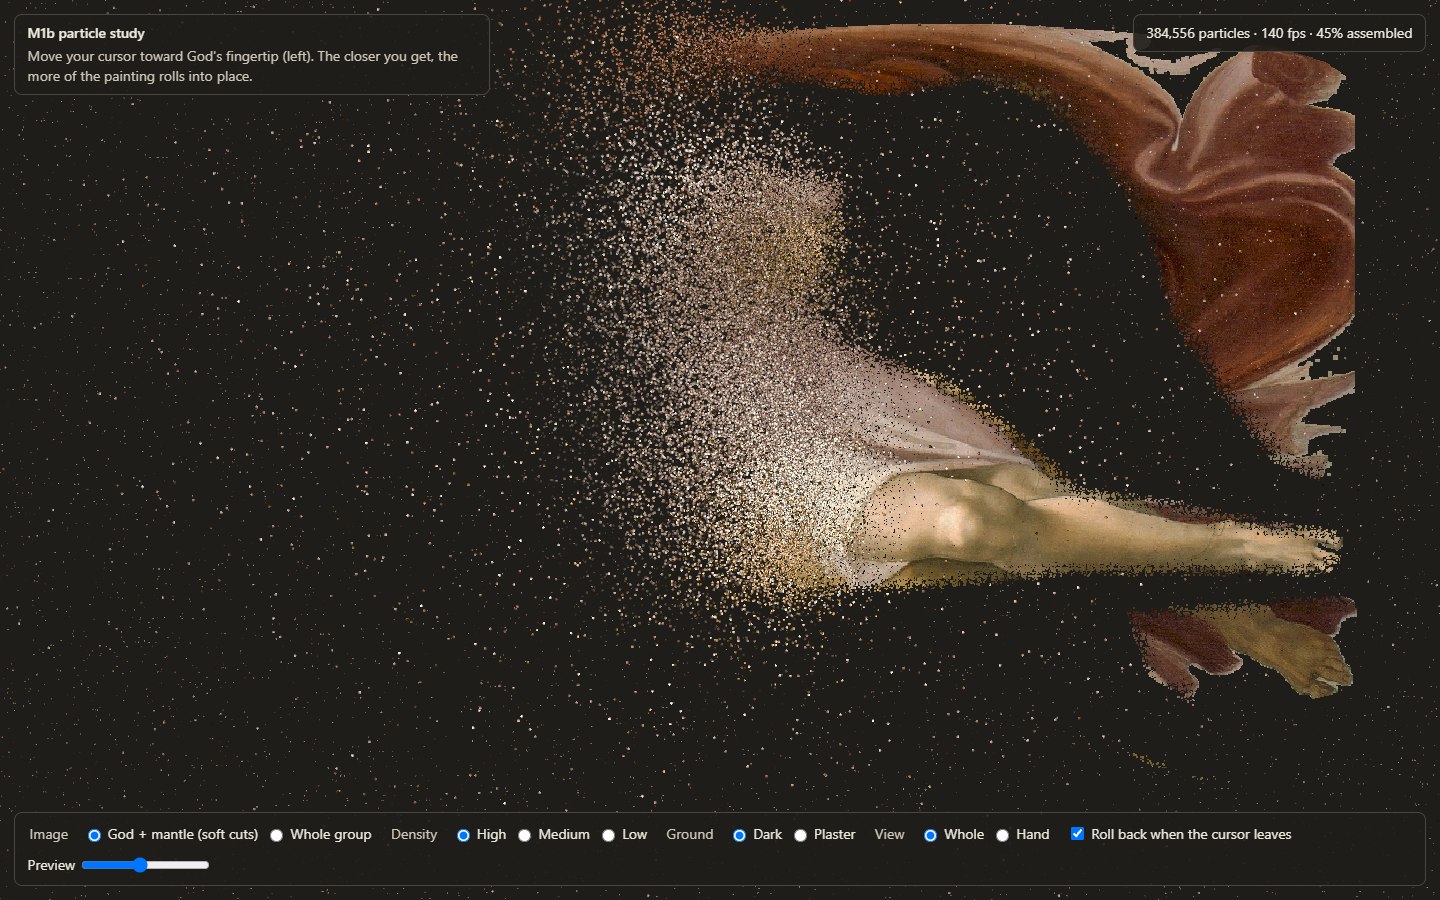 M1b particle study
Move your cursor toward God's fingertip (left). The closer you get, the
more of the painting rolls into place.
384,556 particles · 140 fps · 45% assembled
Image God + mantle (soft cuts) Whole group Density High Medium Low Ground Dark Plaster View Whole Hand Roll back when the cursor leaves
Preview